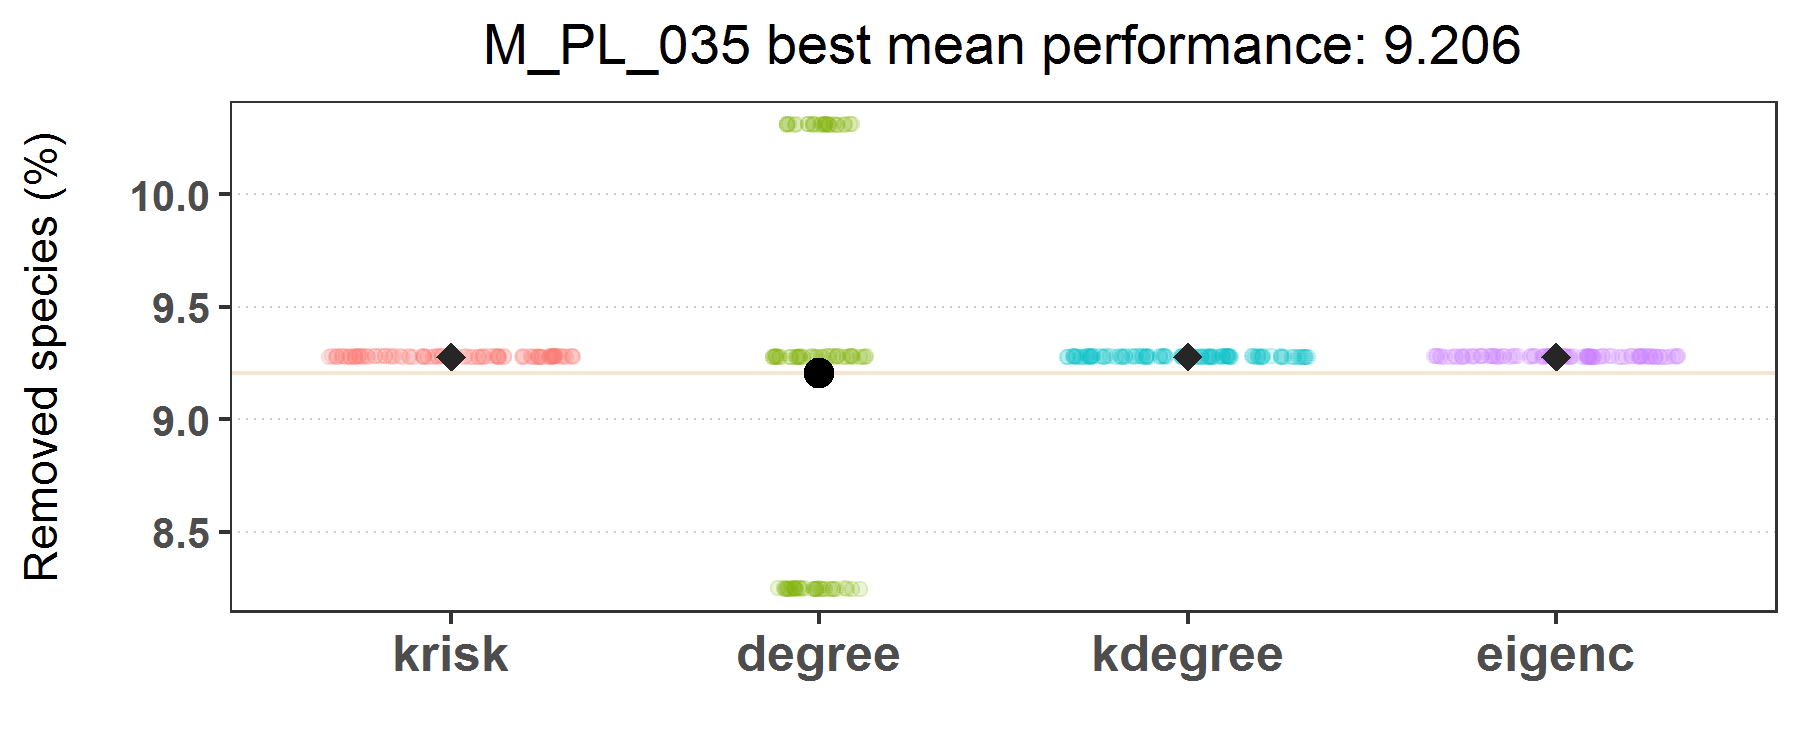 M_PL_035 best mean performance: 9.206
Removed species (%)
10.0
9.5
9.0
8.5
krisk degree kdegree eigenc